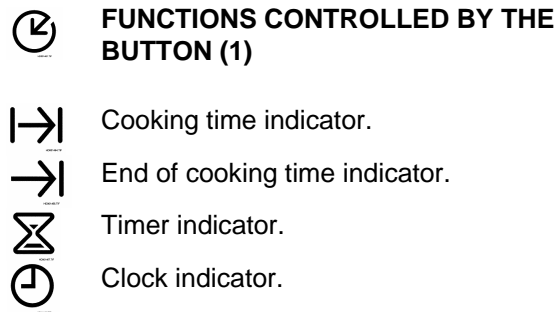 FUNCTIONS CONTROLLED BY THE
BUTTON (1)
Cooking time indicator.
End of cooking time indicator.
Timer indicator.
Clock indicator.